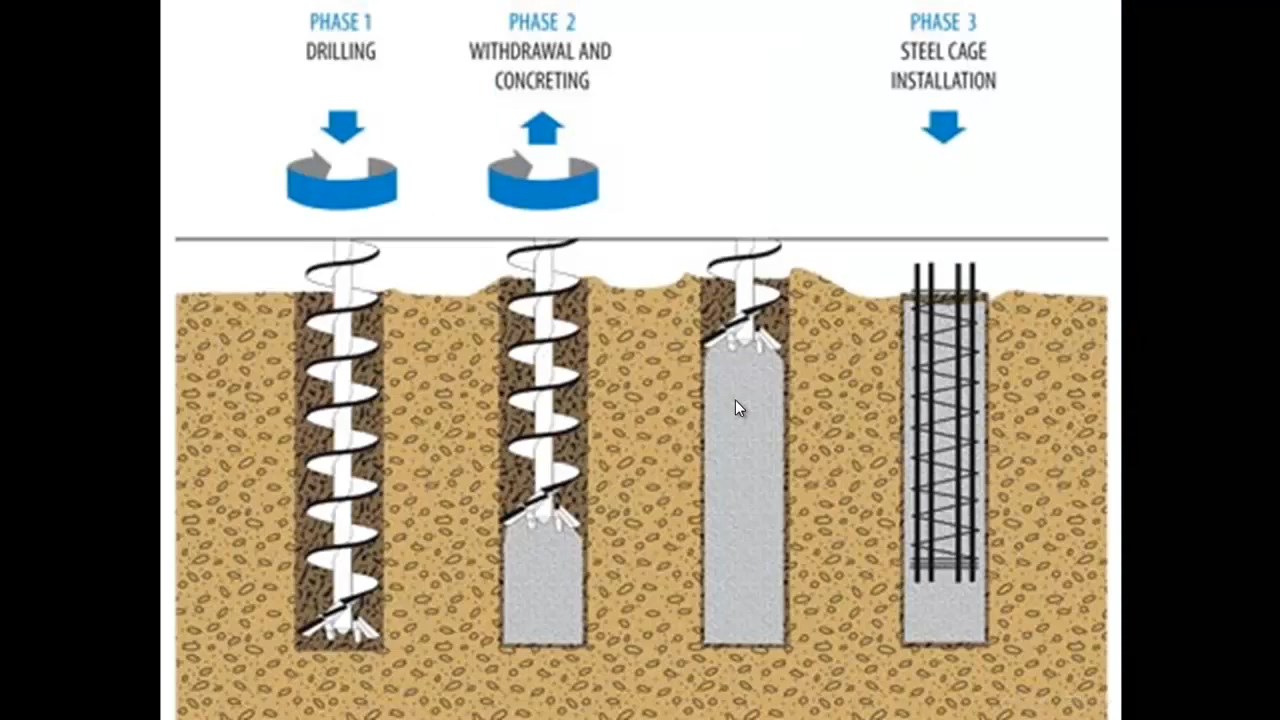 PHASE 1
DRILLING
PHASE 2
WITHDRAWAL AND
CONCRETING
PHASE 3
STEEL CAGE
INSTALLATION